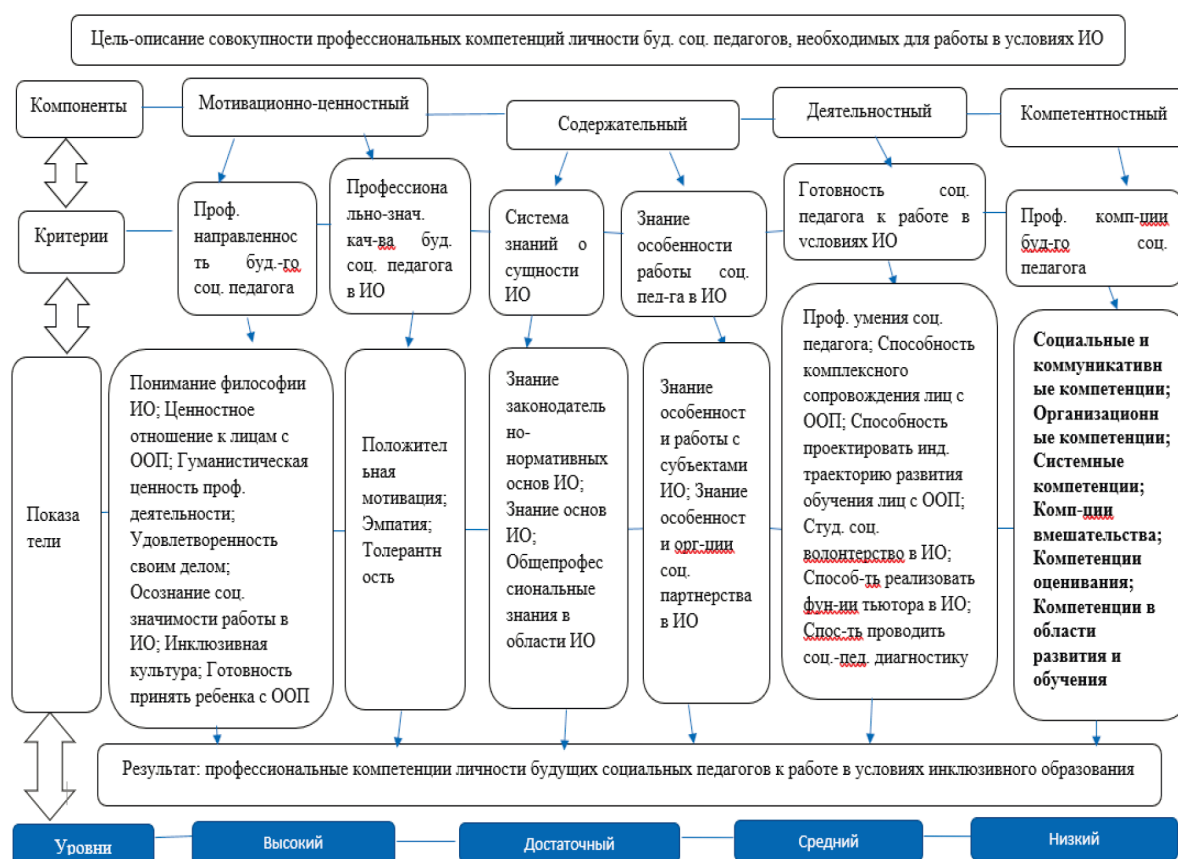 Цель-описание совокупности профессиональных компетенций личности буд. соц. педагогов, необходимых для работы в условиях ИО
Компоненты
Мотивационно-ценностный
Содержательный
Деятельностный
Компетентностный
Критерии
Проф.
направленнос
ть буд.-го
соц. педагога
Профессиона
льно-знач.
кач-ва буд.
соц. педагога
в ИО
Система
знаний о
сущности
ИО
Знание
особенности
работы соц.
пед-га в ИО
Готовность соц.
педагога к работе в
условиях ИО
Проф. комп-ции
буд-го соц.
педагога
Показа
тели
Понимание философии
ИО; Ценностное
отношение к лицам с
ООП; Гуманистическая
ценность проф.
деятельности;
Удовлетворенность
своим делом;
Осознание соц.
значимости работы в
ИО; Инклюзивная
культура; Готовность
принять ребенка с ООП
Положител
ьная
мотивация;
Эмпатия;
Толерантн
ость
Знание
законодатель
но-
нормативных
основ ИО;
Знание основ
ИО;
Общепрофес
сиональные
знания в
области ИО
Знание
особенност
и работы с
субъектами
ИО; Знание
особенност
и орг-ции
соц.
партнерства
в ИО
Проф. умения соц.
педагога; Способность
комплексного
сопровождения лиц с
ООП; Способность
проектировать инд.
траекторию развития
обучения лиц с ООП;
Студ. соц.
волонтерство в ИО;
Способ-ть реализовать
фун-ии тьютора в ИО;
Спос-ть проводить
соц.-пед. диагностику
Социальные и
коммуникативн
ые компетенции;
Организационн
ые компетенции;
Системные
компетенции;
Комп-ции
вмешательства;
Компетенции
оценивания;
Компетенции в
области
развития и
обучения
Результат: профессиональные компетенции личности будущих социальных педагогов к работе в условиях инклюзивного образования
Уровни
Высокий
Достаточный
Средний
Низкий